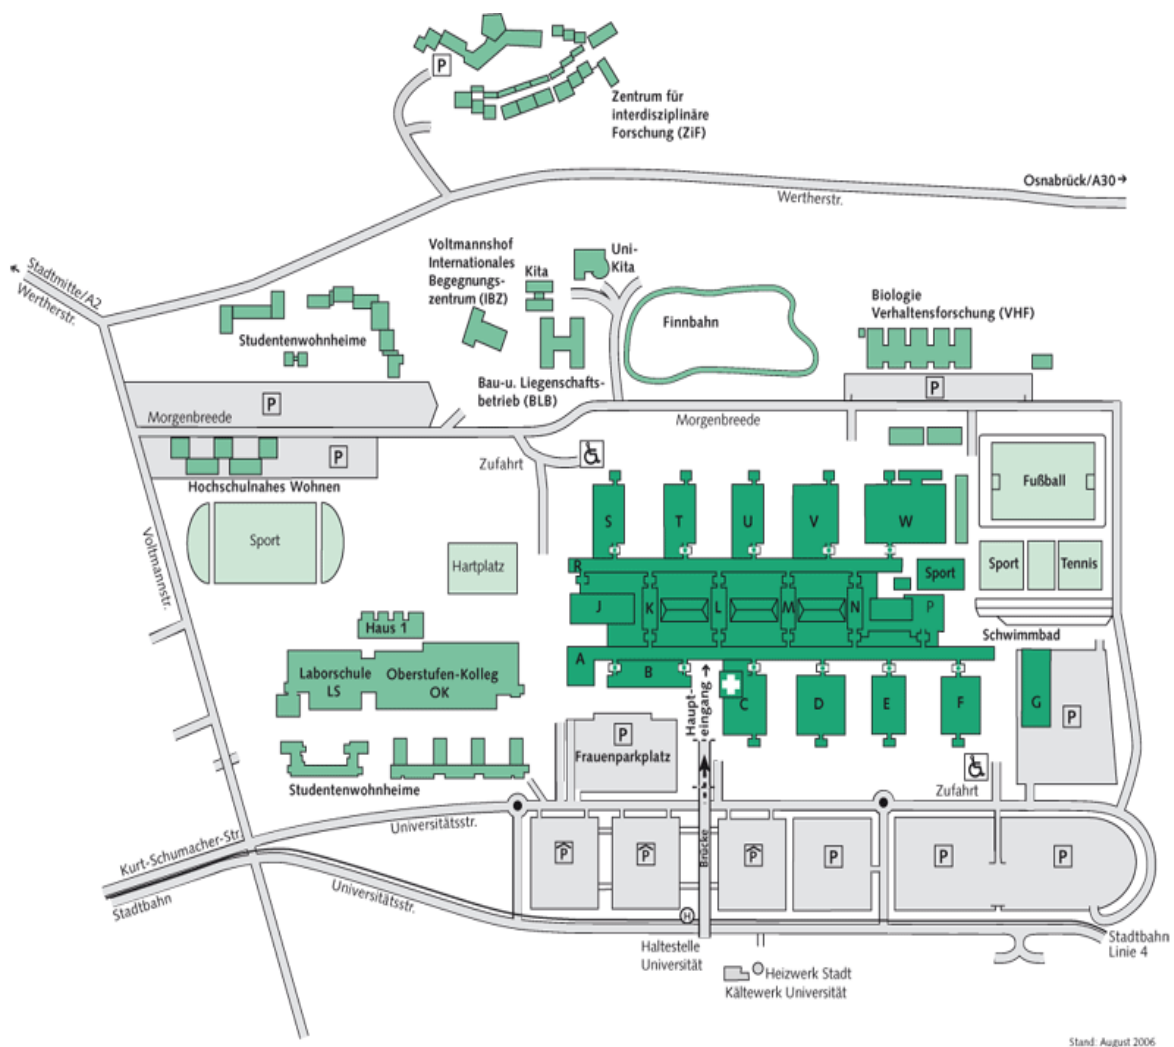 P
Zentrum für
interdisziplinäre
Forschung (ZiF)
Osnabrück/A30→
Wertherstr.
Stadtmitte/A2
Wertherstr.
Voltmannshof
Internationales
Begegnungs-
zentrum (IBZ)
Kita
Uni-
Kita
Finnbahn
Biologie
Verhaltensforschung (VHF)
Studentenwohnheime
Bau-u. Liegenschafts-
betrieb (BLB)
P
P
Morgenbreede
Morgenbreede
Zufahrt
P
Hochschulnahes Wohnen
Fußball
S
T
U
V
W
Sport
Voltmannstr.
Hartplatz
R
Sport
Sport
Tennis
J
K
L
M
N
P
Schwimmbad
Haus 1
A
B
Laborschule
LS
Oberstufen-Kolleg
OK
Haupt-
eingang →
C
D
E
F
G
P
P
Frauenparkplatz
Studentenwohnheime
Zufahrt
Universitätsstr.
Kurt-Schumacher-Str.
Stadtbahn
Brücke
P
P
P
P
P
P
Universitätsstr.
H
Haltestelle
Universität
Stadtbahn
Linie 4
Heizwerk Stadt
Kältewerk Universität
Stand: August 2006